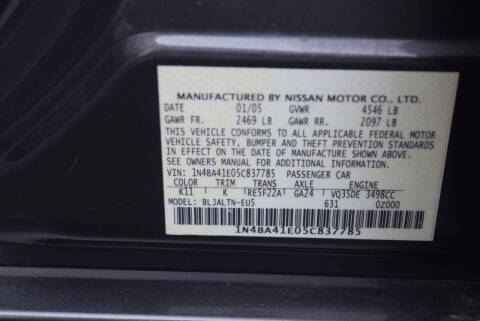 MANUFACTURED BY NISSAN MOTOR CO., LTD.
DATE 01/05 GVWR 4546 LB
GAWR FR. 2469 LB GAWR RR. 2097 LB
THIS VEHICLE CONFORMS TO ALL APPLICABLE FEDERAL MOTOR
VEHICLE SAFETY, BUMPER AND THEFT PREVENTION STANDARDS
IN EFFECT ON THE DATE OF MANUFACTURE SHOWN ABOVE.
SEE OWNERS MANUAL FOR ADDITIONAL INFORMATION.
VIN: 1N4BA41E05C837785 PASSENGER CAR
COLOR TRIM TRANS AXLE ENGINE
K11 K RE5F22A GA24 VQ35DE 3498CC
MODEL: BLJALTN-EU5 631 0Z000
1N4BA41E05C837785